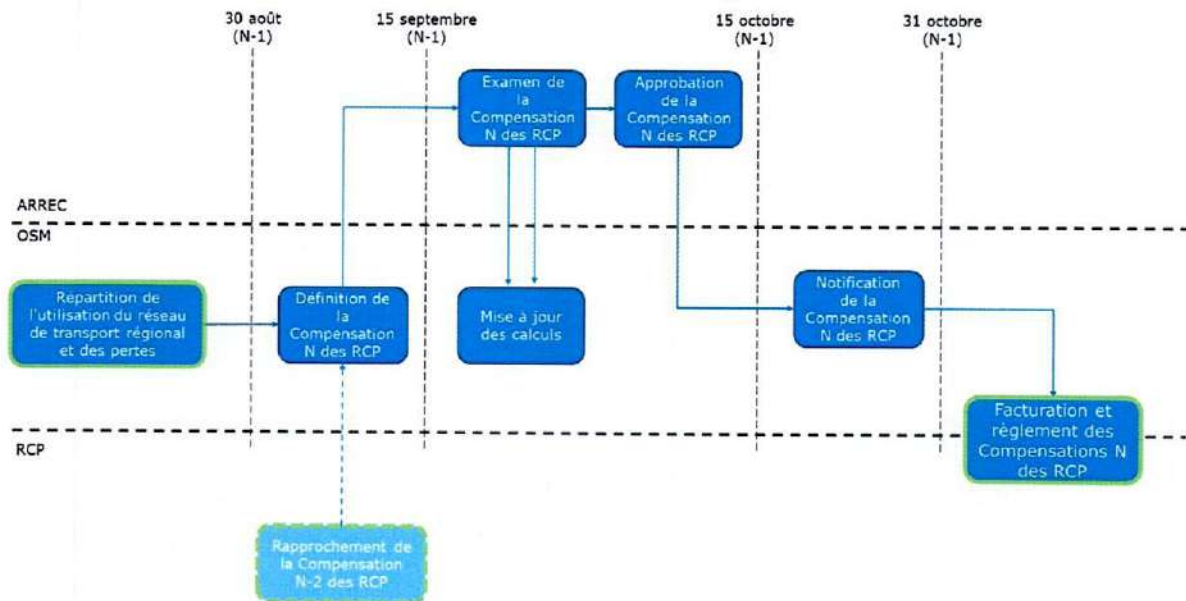 30 août
(N-1)
15 septembre
(N-1)
15 octobre
(N-1)
31 octobre
(N-1)
Examen de
la
Compensation
N des RCP
Approbation
de la
Compensation
N des RCP
ARREC
OSM
Répartition de
l'utilisation du réseau
de transport régional
et des pertes
Définition de
la
Compensation
N des RCP
Mise à jour
des calculs
Notification
de la
Compensation
N des RCP
RCP
Facturation et
règlement des
Compensations N
des RCP
Rapprochement de
la Compensation
N-2 des RCP